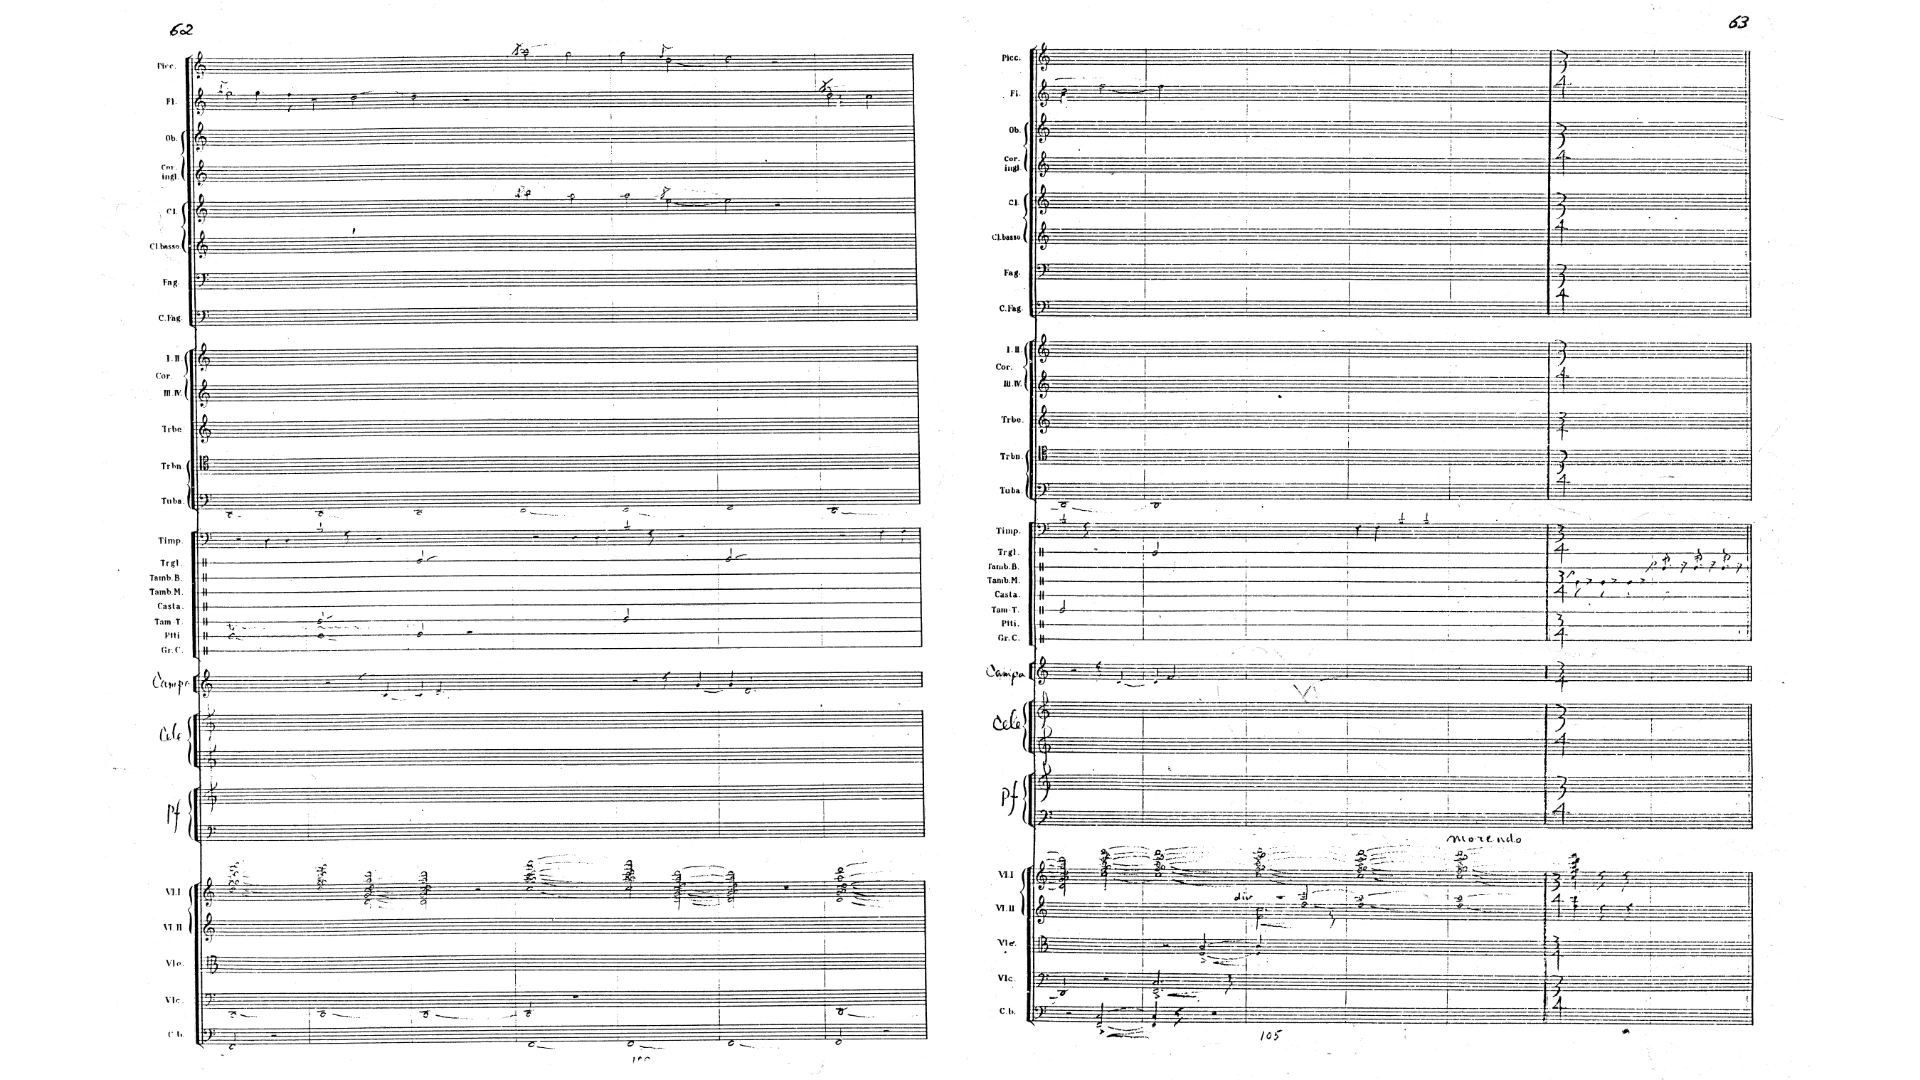 62
Picc.
Fl.
Ob.
Cor. ingl.
Cl.
Cl.basso
Fag.
C.Fag.
I.II
Cor.
III.IV.
Trbe
Trbn.
Tuba
Timp.
Trgl.
Tamb.B.
Tamb.M.
Casta.
Tam-T.
Ptti
Gr.C.
Campa
Cele
Pf
Vl.I
Vl.II
Vle.
Vlc.
C.b.
100
63
Picc.
Fl.
Ob.
Cor. ingl.
Cl.
Cl.basso
Fag.
C.Fag.
I.II.
Cor.
III.IV.
Trbe.
Trbn.
Tuba
Timp.
Trgl.
Tamb.B.
Tamb.M.
Casta.
Tam-T.
Ptti.
Gr.C.
Campa
Cele
Pf
morendo
Vl.I
div
Vl.II
Vle.
Vlc.
C.b.
105
3
4